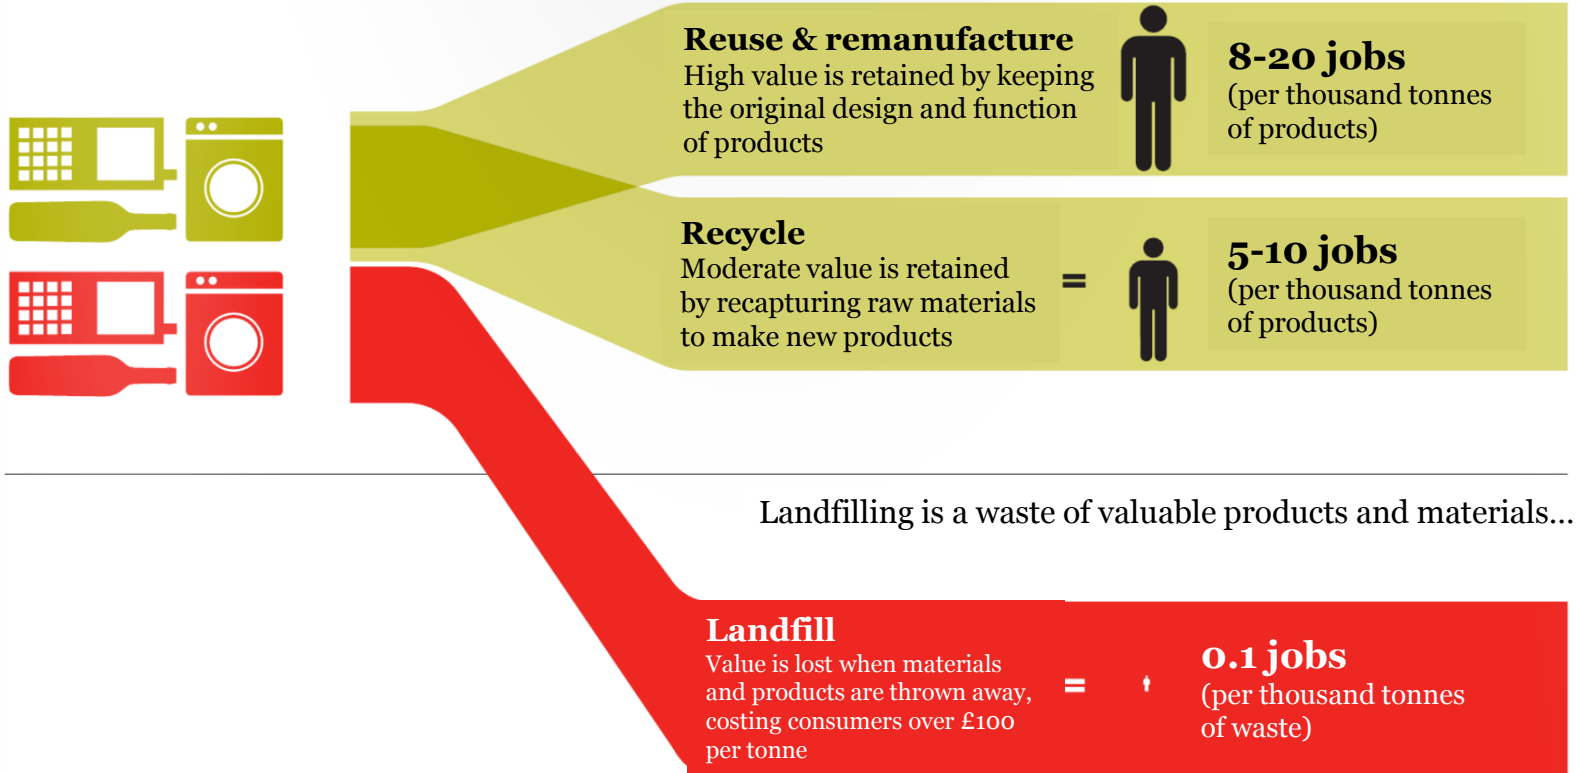 Reuse & remanufacture
High value is retained by keeping
the original design and function
of products
8-20 jobs
(per thousand tonnes
of products)
Recycle
Moderate value is retained
by recapturing raw materials
to make new products
=
5-10 jobs
(per thousand tonnes
of products)
Landfilling is a waste of valuable products and materials...
Landfill
Value is lost when materials
and products are thrown away,
costing consumers over £100
per tonne
=
0.1 jobs
(per thousand tonnes
of waste)